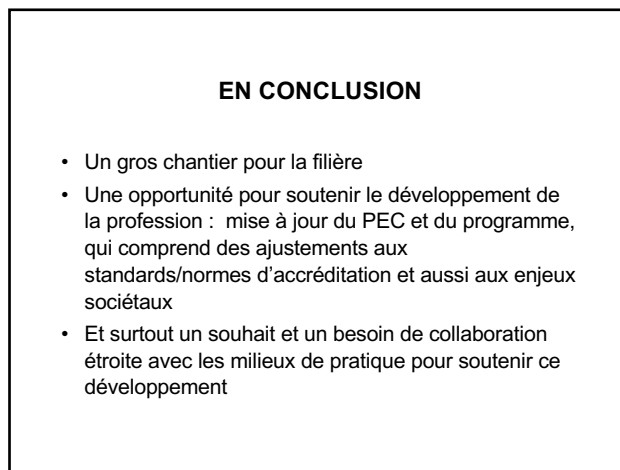 EN CONCLUSION
• Un gros chantier pour la filière
• Une opportunité pour soutenir le développement de
la profession : mise à jour du PEC et du programme,
qui comprend des ajustements aux
standards/normes d'accréditation et aussi aux enjeux
sociétaux
• Et surtout un souhait et un besoin de collaboration
étroite avec les milieux de pratique pour soutenir ce
développement